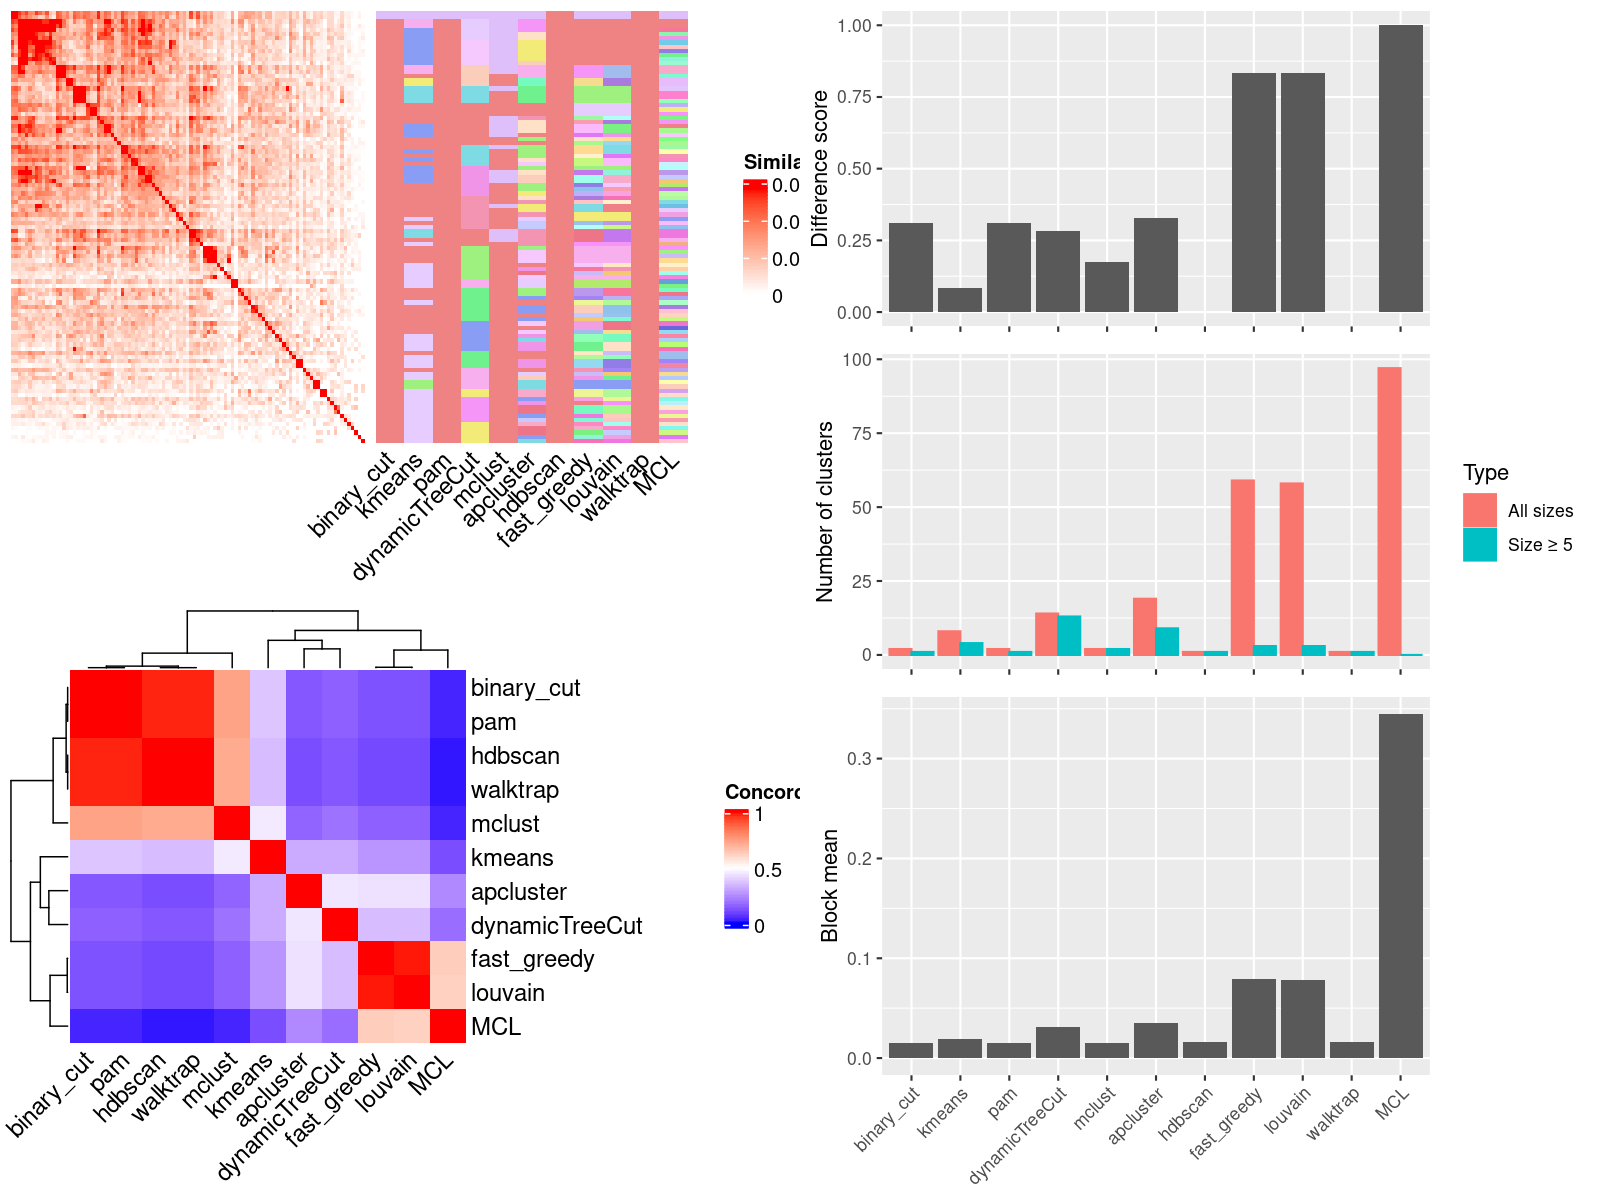 Simila
0.0
0.0
0.0
0
binary_cut
kmeans
pam
dynamicTreeCut
mclust
apcluster
hdbscan
fast_greedy
louvain
walktrap
MCL
binary_cut
pam
hdbscan
walktrap
mclust
kmeans
apcluster
dynamicTreeCut
fast_greedy
louvain
MCL
binary_cut
pam
hdbscan
walktrap
mclust
kmeans
apcluster
dynamicTreeCut
fast_greedy
louvain
MCL
Concord
1
0.5
0
Difference score
1.00
0.75
0.50
0.25
0.00
Number of clusters
100
75
50
25
0
Type
All sizes
Size ≥ 5
Block mean
0.3
0.2
0.1
0.0
binary_cut
kmeans
pam
dynamicTreeCut
mclust
apcluster
hdbscan
fast_greedy
louvain
walktrap
MCL